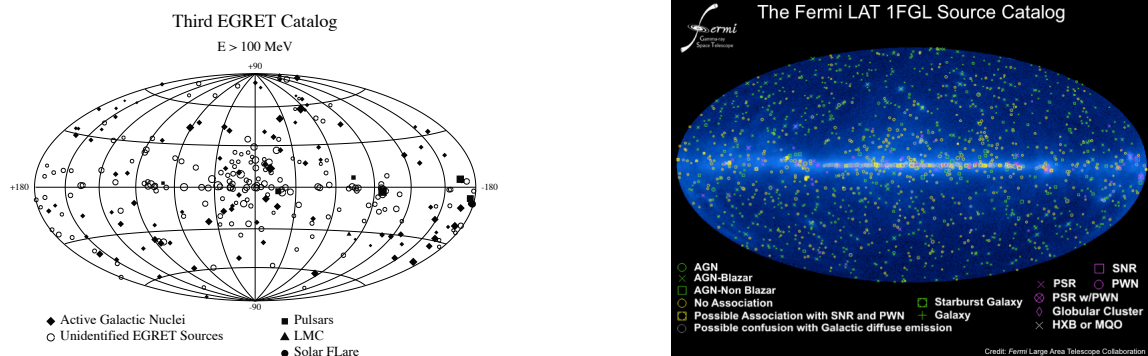 Third EGRET Catalog
E > 100 MeV
+90
+180
-180
-90
Active Galactic Nuclei
Unidentified EGRET Sources
Pulsars
LMC
Solar FLare
The Fermi LAT 1FGL Source Catalog
Fermi
Gamma-ray
Space Telescope
AGN
AGN-Blazar
AGN-Non Blazar
No Association
Possible Association with SNR and PWN
Possible confusion with Galactic diffuse emission
Starburst Galaxy
Galaxy
SNR
PSR
PWN
PSR w/PWN
Globular Cluster
HXB or MQO
Credit: Fermi Large Area Telescope Collaboration